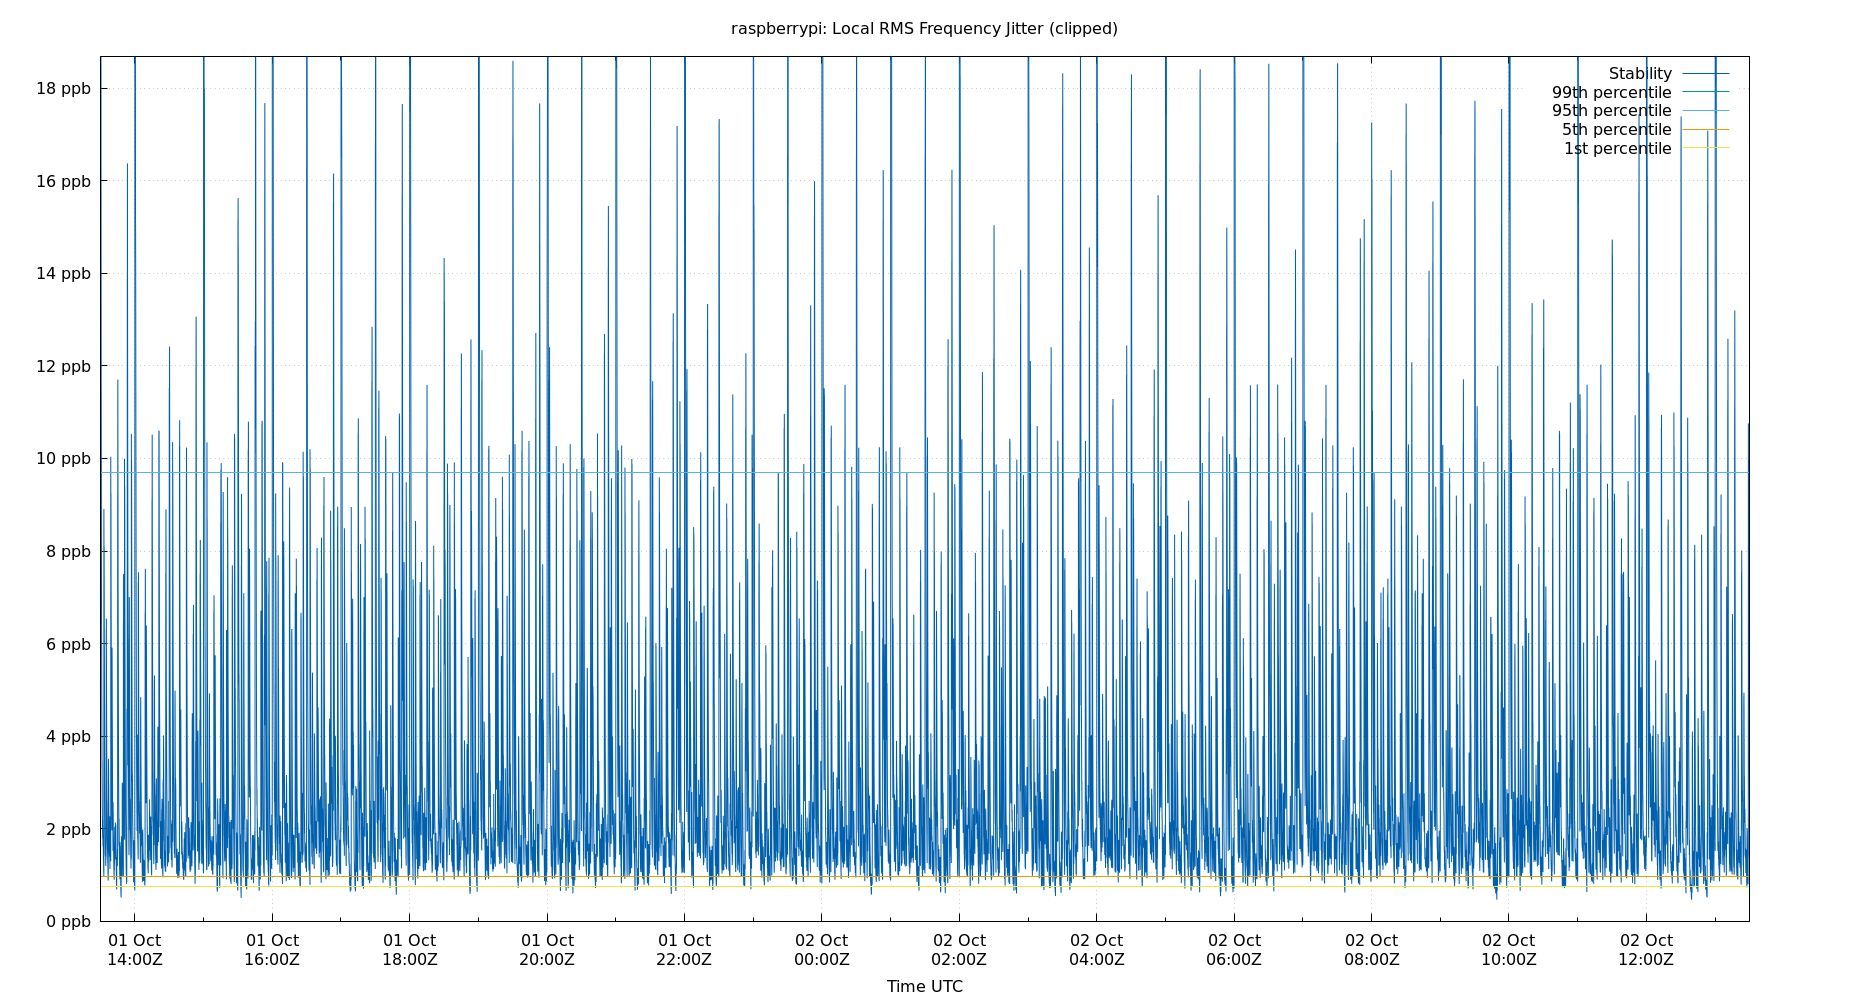 raspberrypi: Local RMS Frequency Jitter (clipped)
Stability
99th percentile
95th percentile
5th percentile
1st percentile
18 ppb
16 ppb
14 ppb
12 ppb
10 ppb
8 ppb
6 ppb
4 ppb
2 ppb
0 ppb
01 Oct 01 Oct 01 Oct 01 Oct 01 Oct 02 Oct 02 Oct 02 Oct 02 Oct 02 Oct 02 Oct 02 Oct
14:00Z 16:00Z 18:00Z 20:00Z 22:00Z 00:00Z 02:00Z 04:00Z 06:00Z 08:00Z 10:00Z 12:00Z
Time UTC